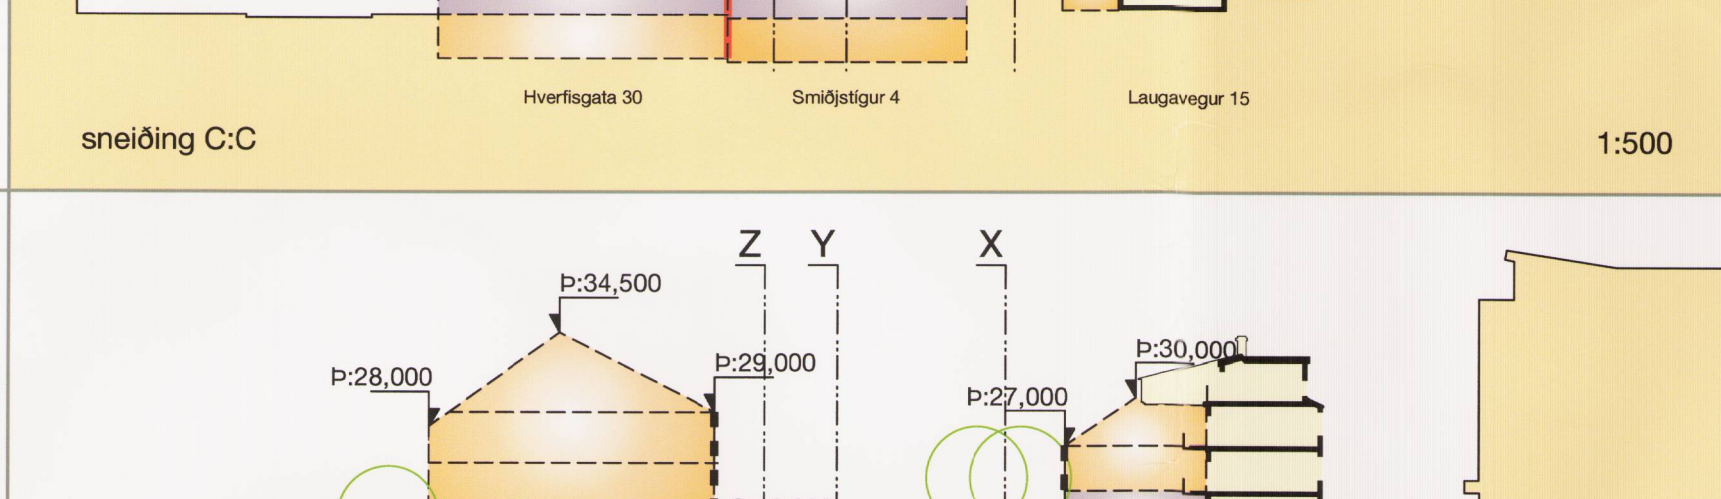 Hverfisgata 30
Smiðjstígur 4
Laugavegur 15
sneiðing C:C
1:500
Z
Y
X
Þ:34,500
Þ:28,000
Þ:29,000
Þ:30,000
Þ:27,000